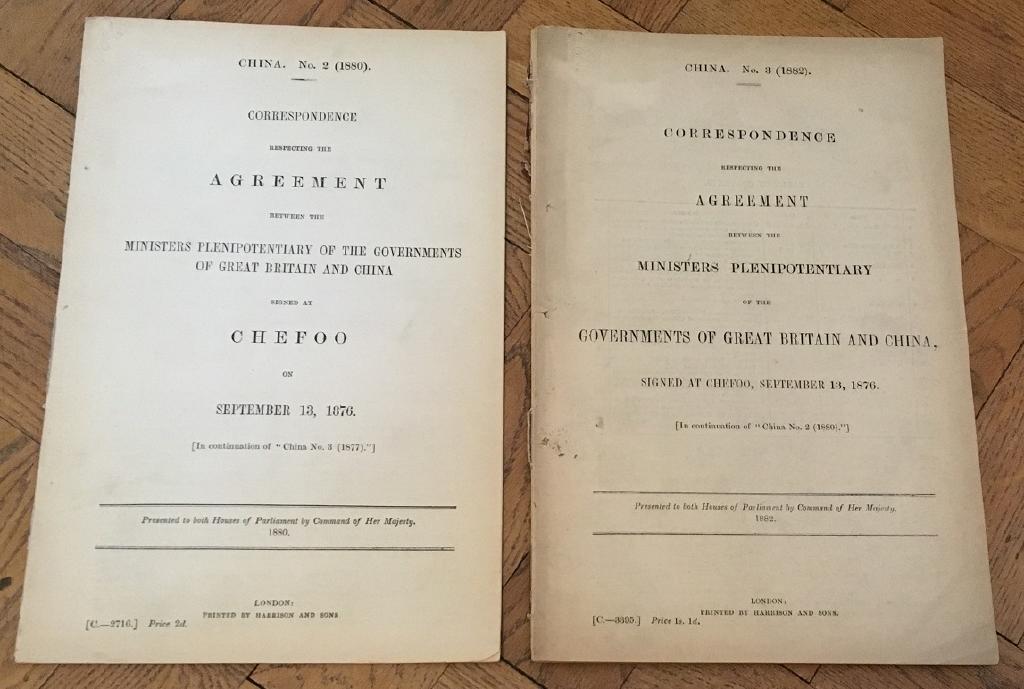 CHINA. No. 2 (1880).
CORRESPONDENCE
RESPECTING THE
AGREEMENT
BETWEEN THE
MINISTERS PLENIPOTENTIARY OF THE GOVERNMENTS
OF GREAT BRITAIN AND CHINA
SIGNED AT
CHEFOO
ON
SEPTEMBER 13, 1876.
[In continuation of "China No. 3 (1877)."]
Presented to both Houses of Parliament by Command of Her Majesty.
1880.
LONDON:
PRINTED BY HARRISON AND SONS.
[C.—2716.] Price 2d.
CHINA. No. 3 (1882).
CORRESPONDENCE
RESPECTING THE
AGREEMENT
BETWEEN THE
MINISTERS PLENIPOTENTIARY
OF THE
GOVERNMENTS OF GREAT BRITAIN AND CHINA,
SIGNED AT CHEFOO, SEPTEMBER 13, 1876.
[In continuation of "China No. 2 (1880)."]
Presented to both Houses of Parliament by Command of Her Majesty.
1882.
LONDON:
PRINTED BY HARRISON AND SONS.
[C.—3395.] Price 1s. 1d.